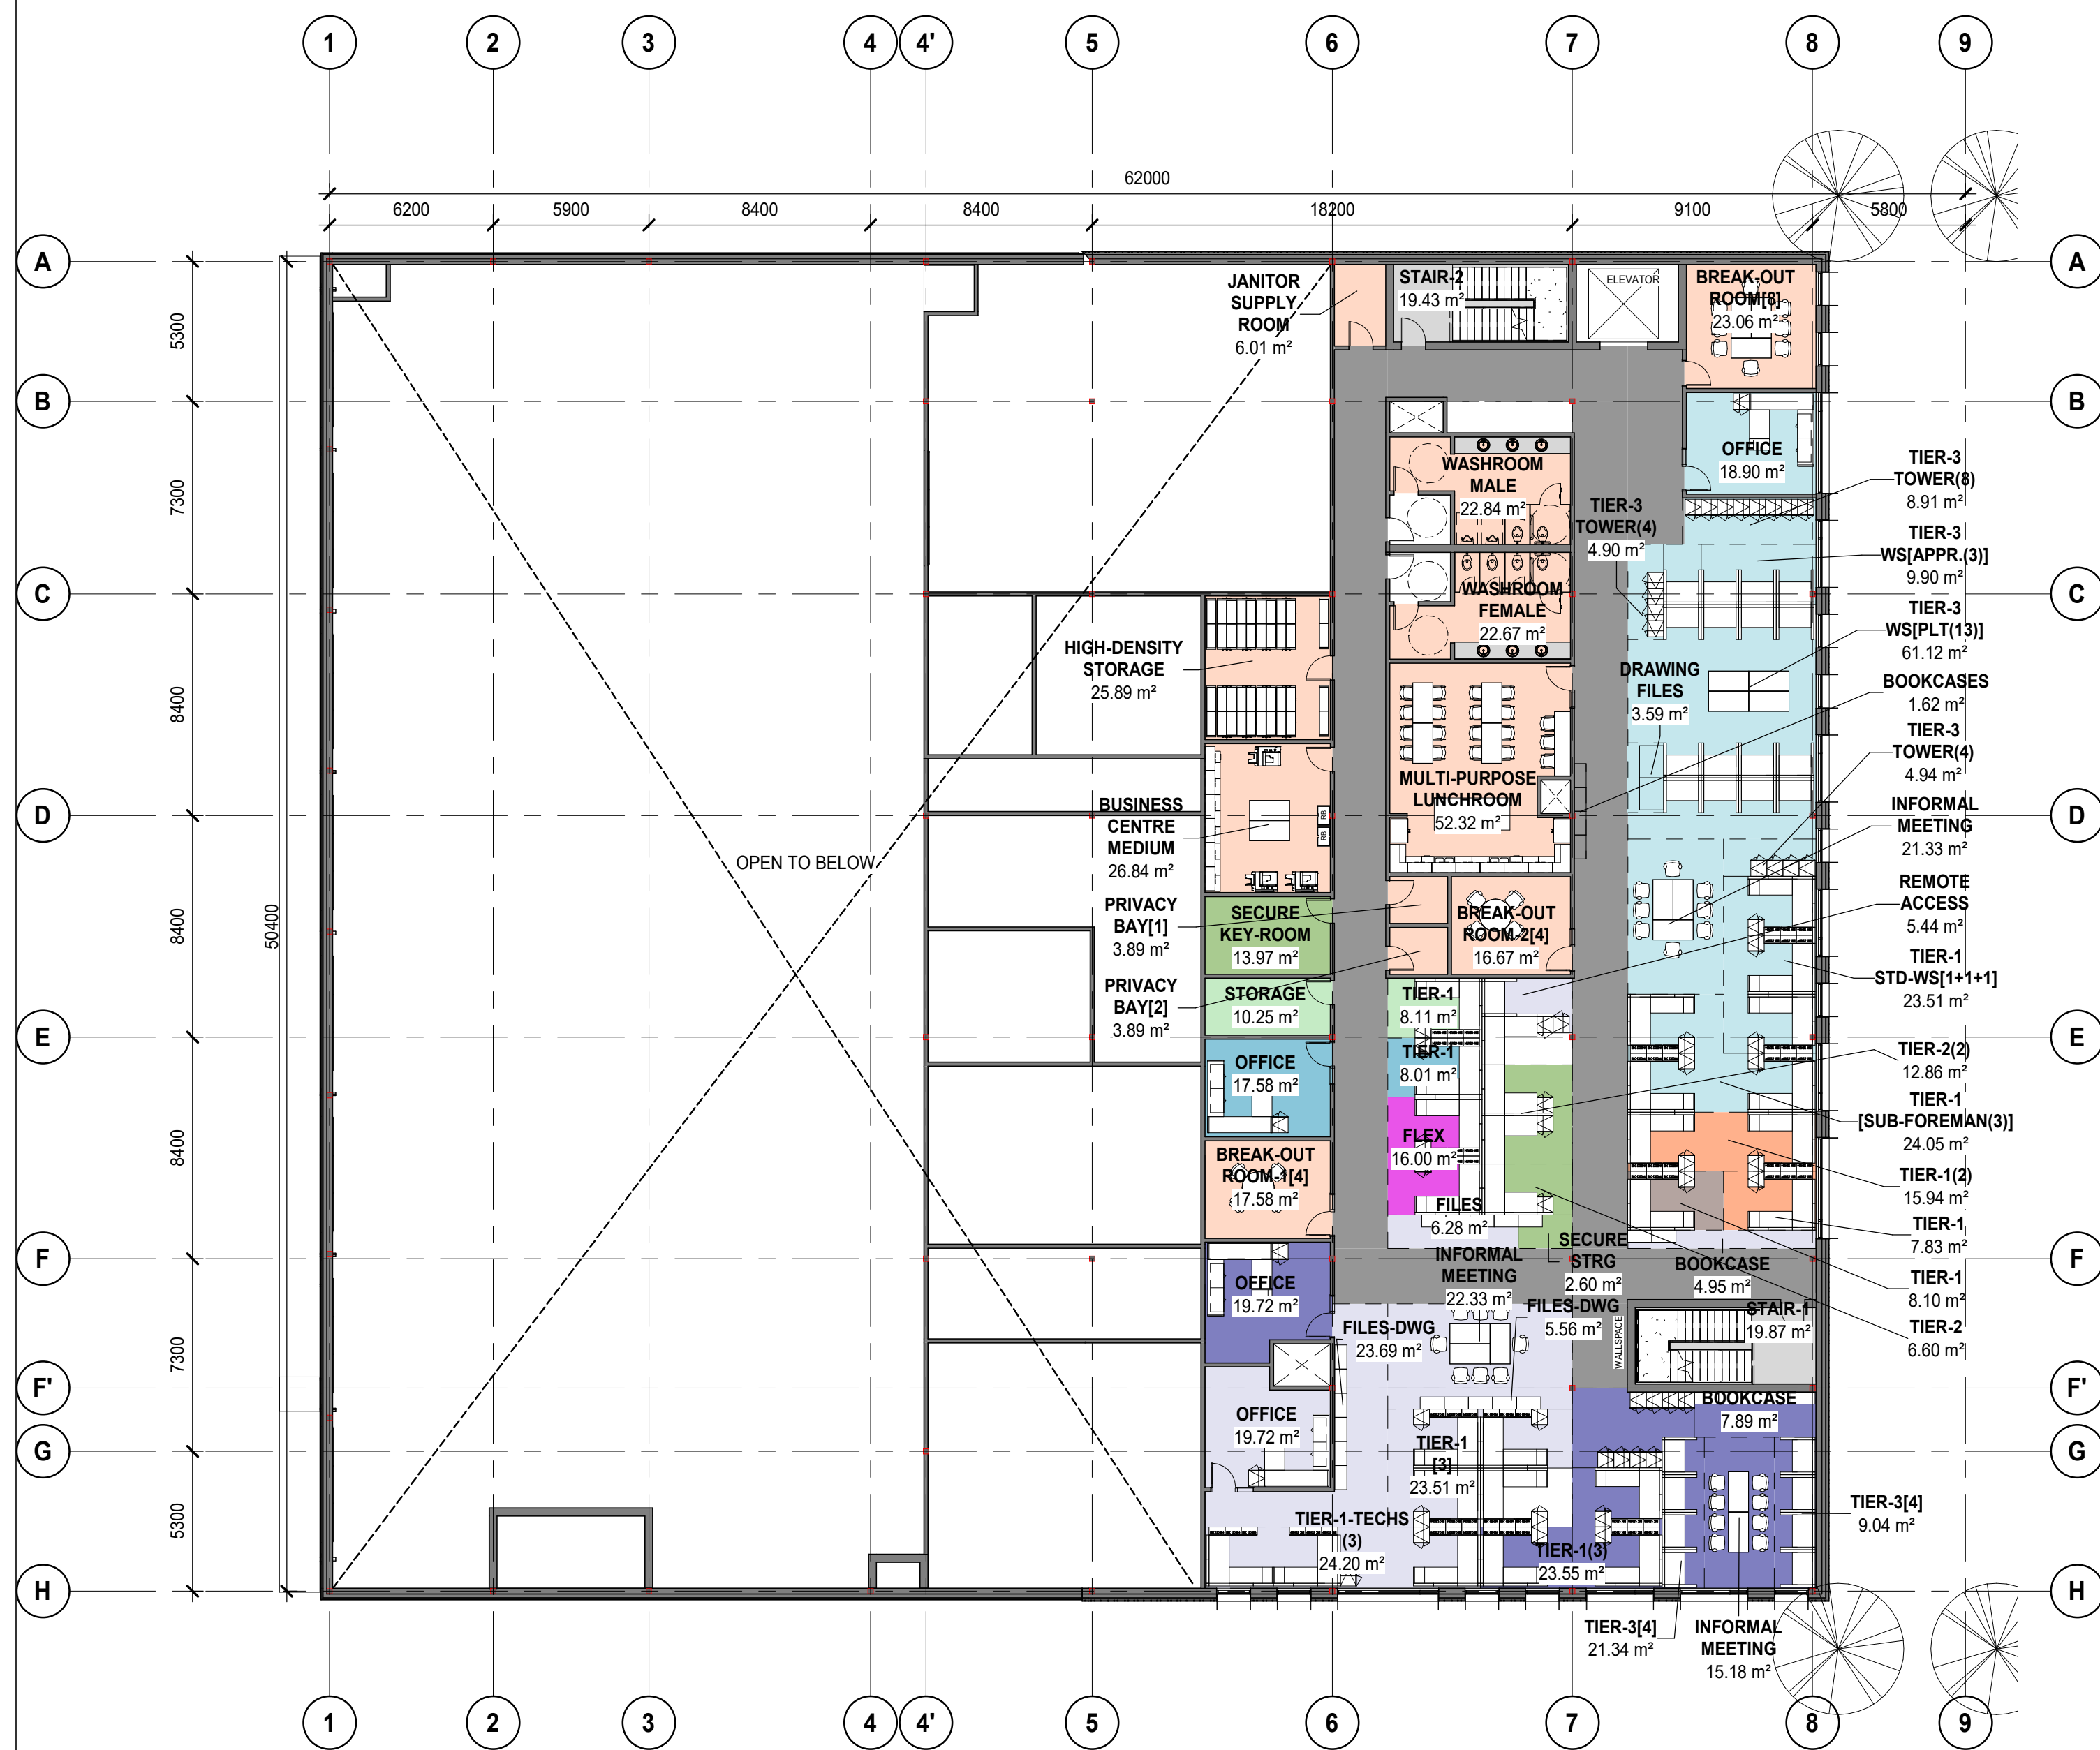 1
2
3
4
4'
5
6
7
8
9
62000
6200
5900
8400
8400
18200
9100
5800
A
A
B
B
C
C
D
D
E
E
F
F
F'
F'
G
G
H
H
5300
7300
8400
8400
8400
7300
5300
50400
OPEN TO BELOW
JANITOR
SUPPLY
ROOM
6.01 m²
STAIR-2
19.43 m²
ELEVATOR
BREAK-OUT
ROOM[8]
23.06 m²
OFFICE
18.90 m²
WASHROOM
MALE
22.84 m²
TIER-3
TOWER(4)
4.90 m²
WASHROOM
FEMALE
22.67 m²
TIER-3
TOWER(8)
8.91 m²
TIER-3
WS[APPR.(3)]
9.90 m²
TIER-3
WS[PLT(13)]
61.12 m²
BOOKCASES
1.62 m²
TIER-3
TOWER(4)
4.94 m²
INFORMAL
MEETING
21.33 m²
REMOTE
ACCESS
5.44 m²
TIER-1
STD-WS[1+1+1]
23.51 m²
TIER-2(2)
12.86 m²
TIER-1
[SUB-FOREMAN(3)]
24.05 m²
TIER-1(2)
15.94 m²
TIER-1
7.83 m²
TIER-1
8.10 m²
TIER-2
6.60 m²
HIGH-DENSITY
STORAGE
25.89 m²
DRAWING
FILES
3.59 m²
MULTI-PURPOSE
LUNCHROOM
52.32 m²
BUSINESS
CENTRE
MEDIUM
26.84 m²
RB
RB
PRIVACY
BAY[1]
3.89 m²
PRIVACY
BAY[2]
3.89 m²
SECURE
KEY-ROOM
13.97 m²
BREAK-OUT
ROOM-2[4]
16.67 m²
STORAGE
10.25 m²
TIER-1
8.11 m²
OFFICE
17.58 m²
TIER-1
8.01 m²
FLEX
16.00 m²
BREAK-OUT
ROOM-1[4]
17.58 m²
FILES
6.28 m²
SECURE
STRG
2.60 m²
INFORMAL
MEETING
22.33 m²
BOOKCASE
4.95 m²
OFFICE
19.72 m²
FILES-DWG
5.56 m²
FILES-DWG
23.69 m²
STAIR-1
19.87 m²
WALLSPACE
BOOKCASE
7.89 m²
OFFICE
19.72 m²
TIER-1
[3]
23.51 m²
TIER-1-TECHS
(3)
24.20 m²
TIER-1(3)
23.55 m²
TIER-3[4]
9.04 m²
TIER-3[4]
21.34 m²
INFORMAL
MEETING
15.18 m²
1
2
3
4
4'
5
6
7
8
9